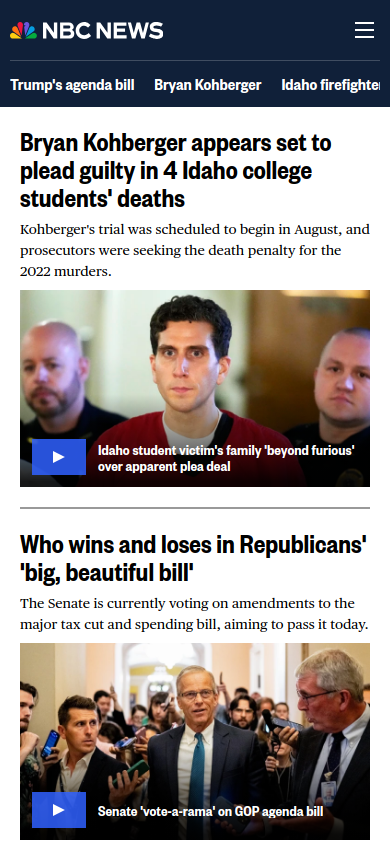 NBC NEWS
Trump's agenda bill Bryan Kohberger Idaho firefighter
Bryan Kohberger appears set to
plead guilty in 4 Idaho college
students' deaths
Kohberger's trial was scheduled to begin in August, and
prosecutors were seeking the death penalty for the
2022 murders.
Idaho student victim's family 'beyond furious'
over apparent plea deal
Who wins and loses in Republicans'
'big, beautiful bill'
The Senate is currently voting on amendments to the
major tax cut and spending bill, aiming to pass it today.
Senate 'vote-a-rama' on GOP agenda bill